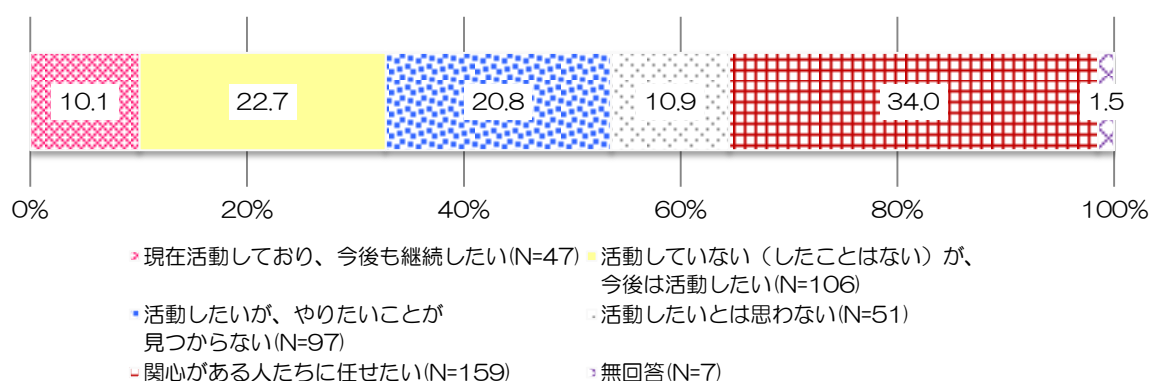 10.1 22.7 20.8 10.9 34.0 1.5
0% 20% 40% 60% 80% 100%
現在活動しており、今後も継続したい(N=47)
活動していない（したことはない）が、
今後は活動したい(N=106)
活動したいが、やりたいことが
見つからない(N=97)
活動したいとは思わない(N=51)
関心がある人たちに任せたい(N=159)
無回答(N=7)